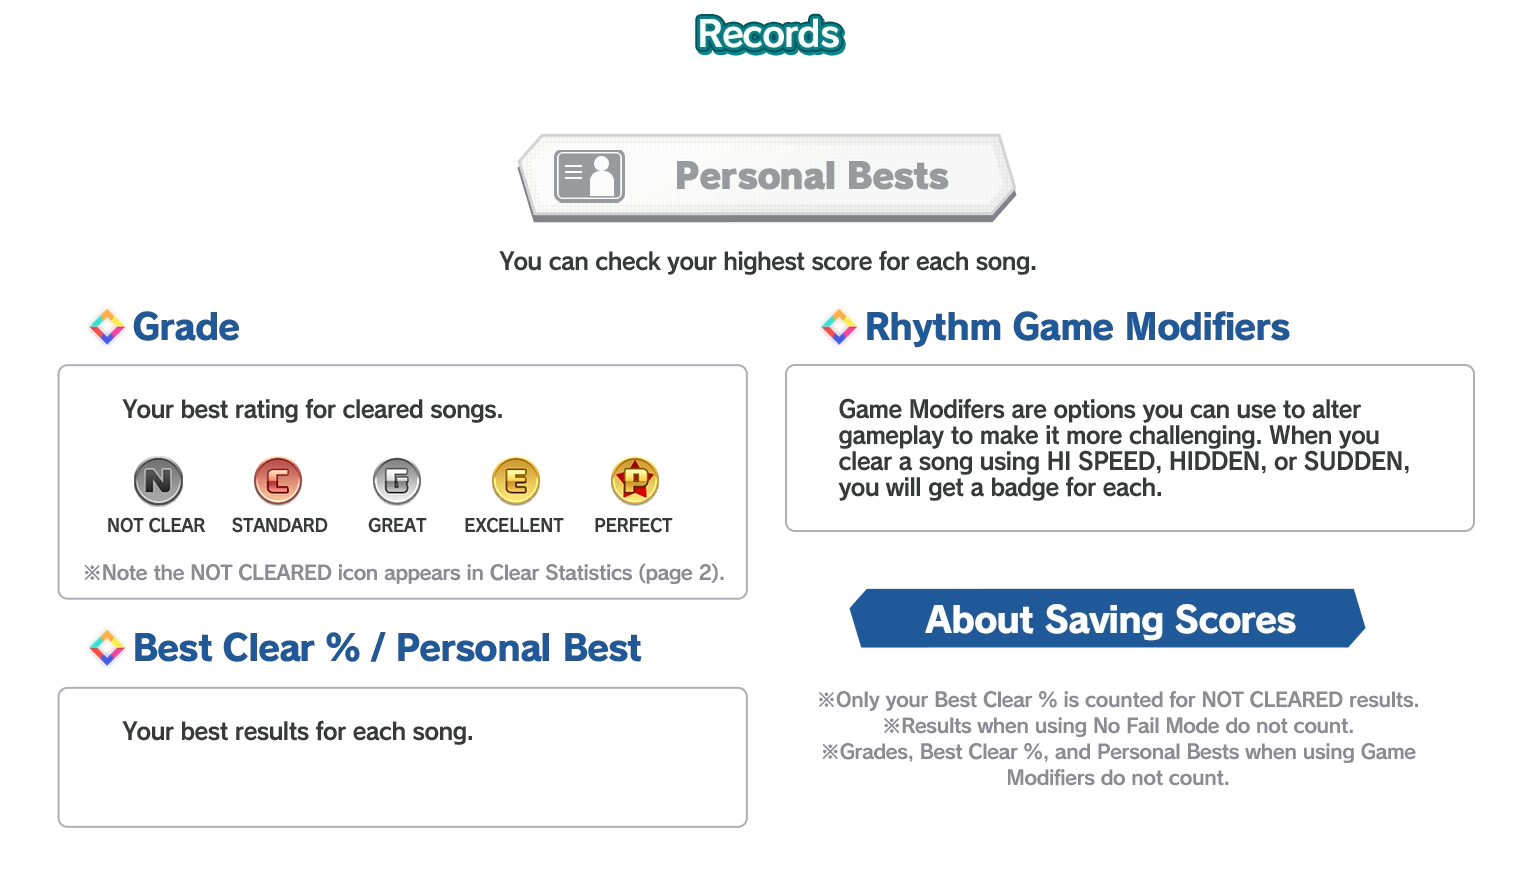 Records
Personal Bests
You can check your highest score for each song.
Grade
Your best rating for cleared songs.
N C G E P
NOT CLEAR STANDARD GREAT EXCELLENT PERFECT
※Note the NOT CLEARED icon appears in Clear Statistics (page 2).
Best Clear % / Personal Best
Your best results for each song.
Rhythm Game Modifiers
Game Modifers are options you can use to alter
gameplay to make it more challenging. When you
clear a song using HI SPEED, HIDDEN, or SUDDEN,
you will get a badge for each.
About Saving Scores
※Only your Best Clear % is counted for NOT CLEARED results.
※Results when using No Fail Mode do not count.
※Grades, Best Clear %, and Personal Bests when using Game
Modifiers do not count.